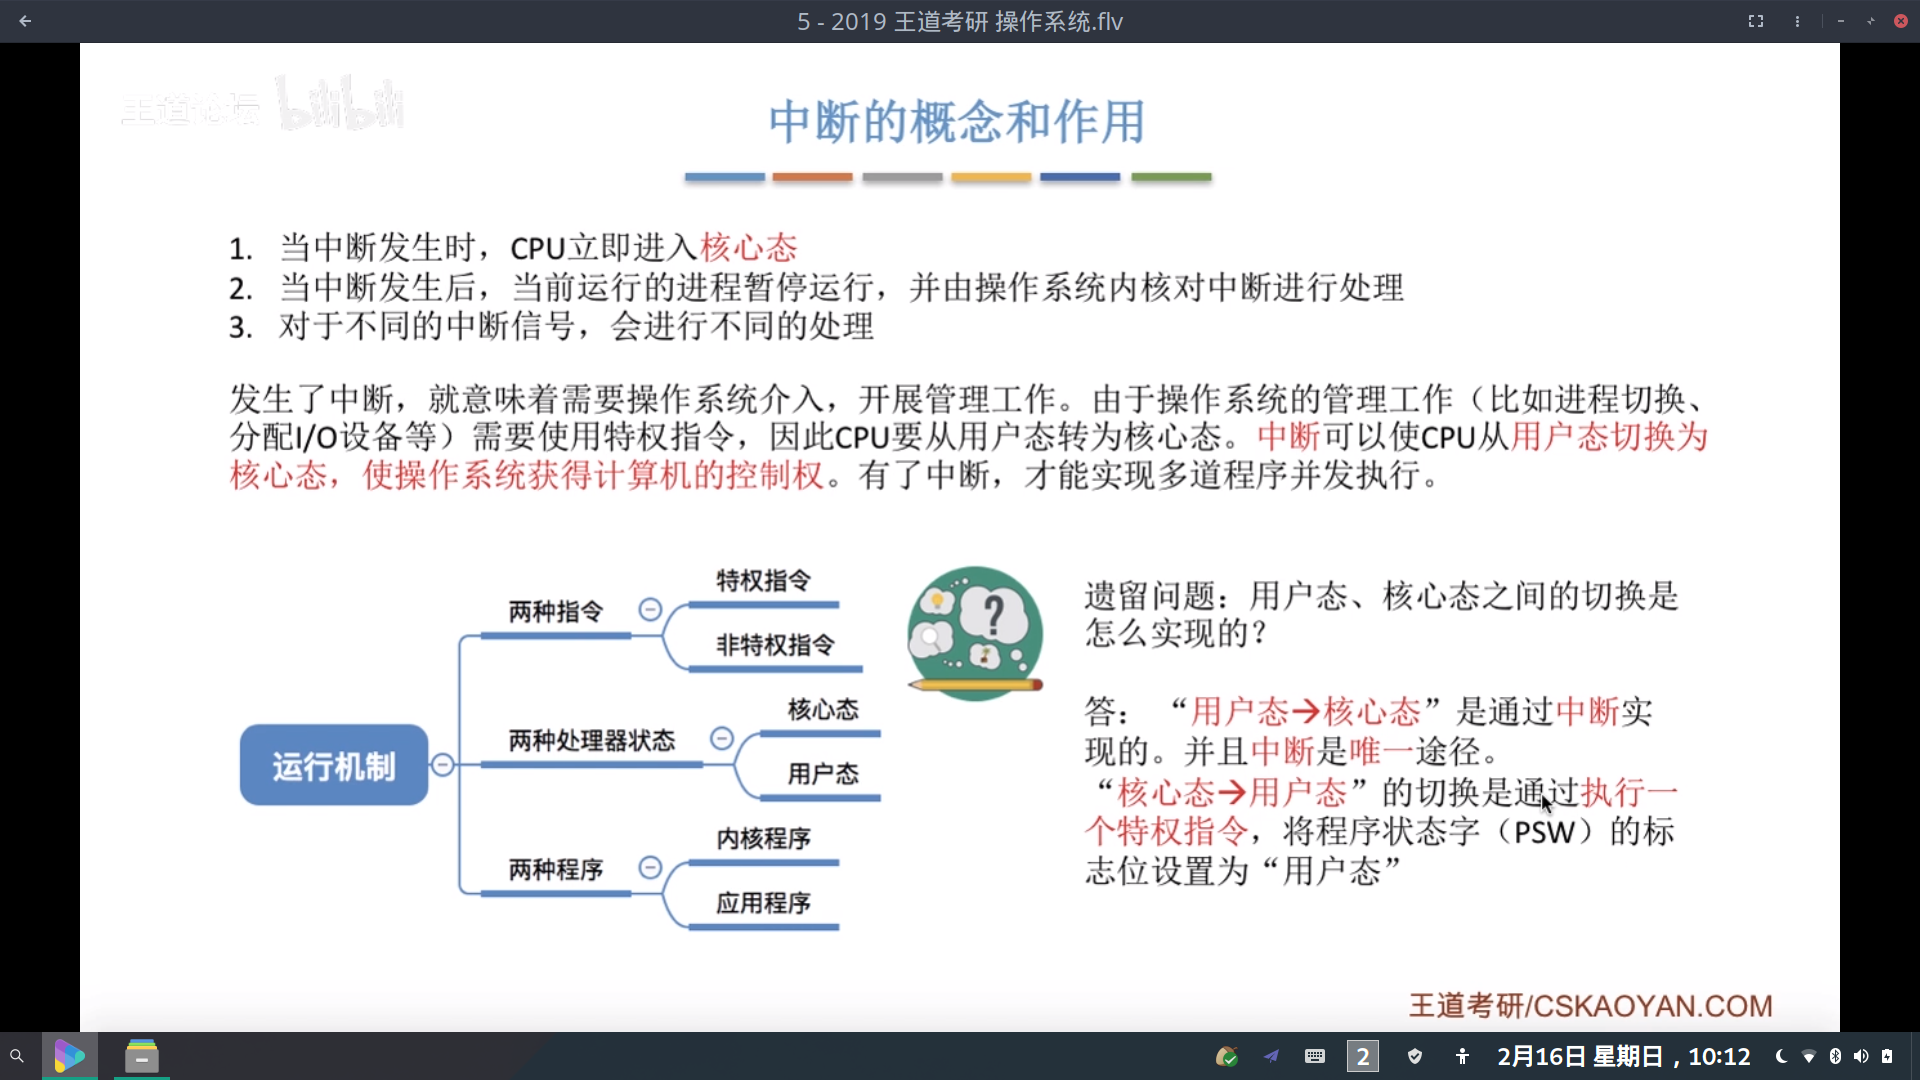 5 - 2019 王道考研 操作系统.flv
王道论坛 bilibili
中断的概念和作用
1. 当中断发生时，CPU立即进入核心态
2. 当中断发生后，当前运行的进程暂停运行，并由操作系统内核对中断进行处理
3. 对于不同的中断信号，会进行不同的处理
发生了中断，就意味着需要操作系统介入，开展管理工作。由于操作系统的管理工作（比如进程切换、
分配I/O设备等）需要使用特权指令，因此CPU要从用户态转为核心态。中断可以使CPU从用户态切换为
核心态，使操作系统获得计算机的控制权。有了中断，才能实现多道程序并发执行。
运行机制
两种指令
特权指令
非特权指令
两种处理器状态
核心态
用户态
两种程序
内核程序
应用程序
?
遗留问题：用户态、核心态之间的切换是
怎么实现的？
答： “用户态→核心态”是通过中断实
现的。并且中断是唯一途径。
“核心态→用户态”的切换是通过执行一
个特权指令，将程序状态字（PSW）的标
志位设置为“用户态”
王道考研/CSKAOYAN.COM
2
2月16日 星期日，10:12